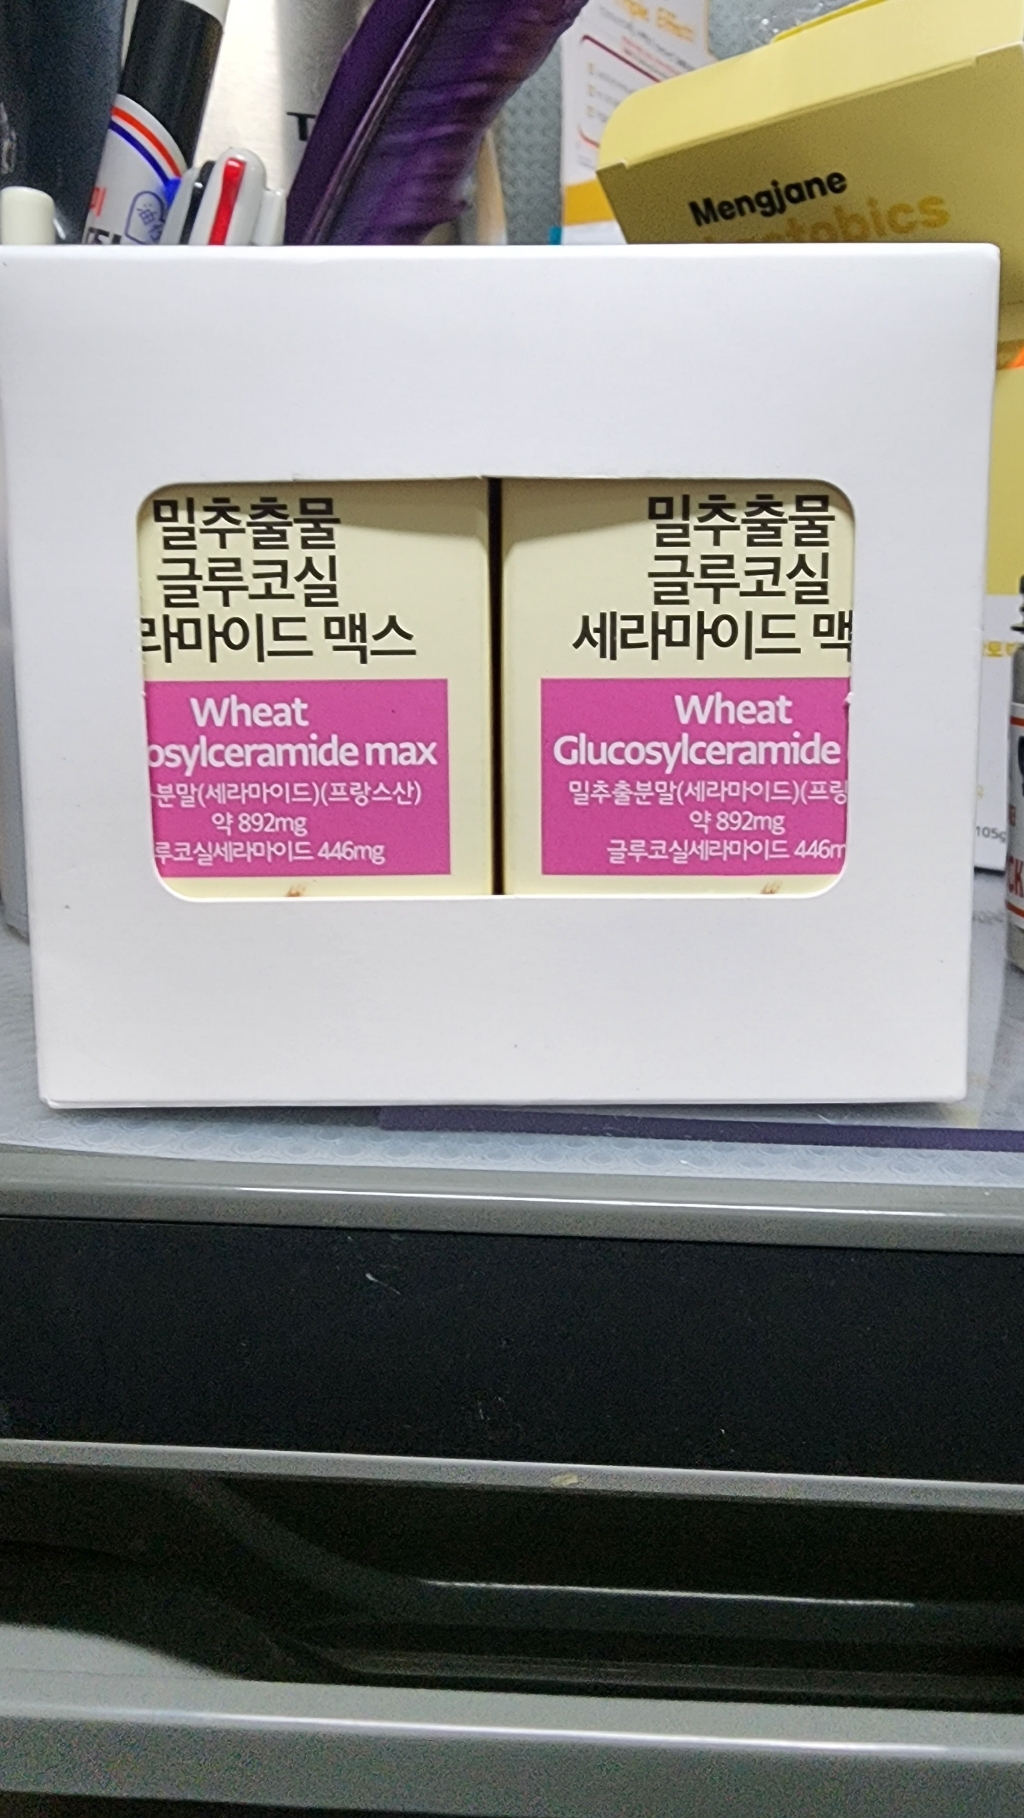 Mengjane
밀추출물
글루코실
라마이드 맥스
Wheat
osylceramide max
분말(세라마이드)(프랑스산)
약 892mg
루코실세라마이드 446mg
밀추출물
글루코실
세라마이드 맥
Wheat
Glucosylceramide
밀추출분말(세라마이드)(프랑
약 892mg
글루코실세라마이드 446m
105g